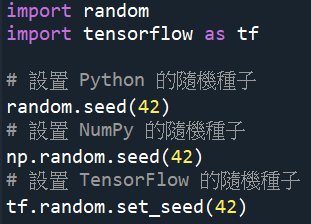 import random
import tensorflow as tf
# 設置 Python 的隨機種子
random.seed(42)
# 設置 NumPy 的隨機種子
np.random.seed(42)
# 設置 TensorFlow 的隨機種子
tf.random.set_seed(42)